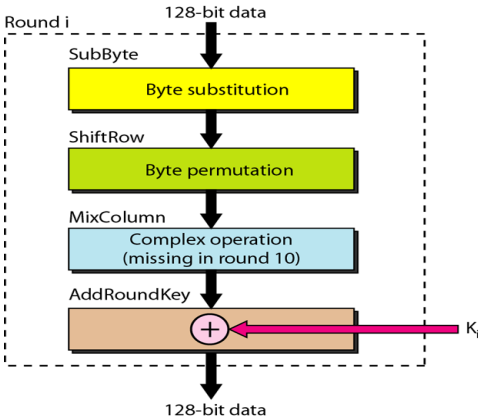 128-bit data
Round i
SubByte
Byte substitution
ShiftRow
Byte permutation
MixColumn
Complex operation
(missing in round 10)
AddRoundKey
+
Ki
128-bit data